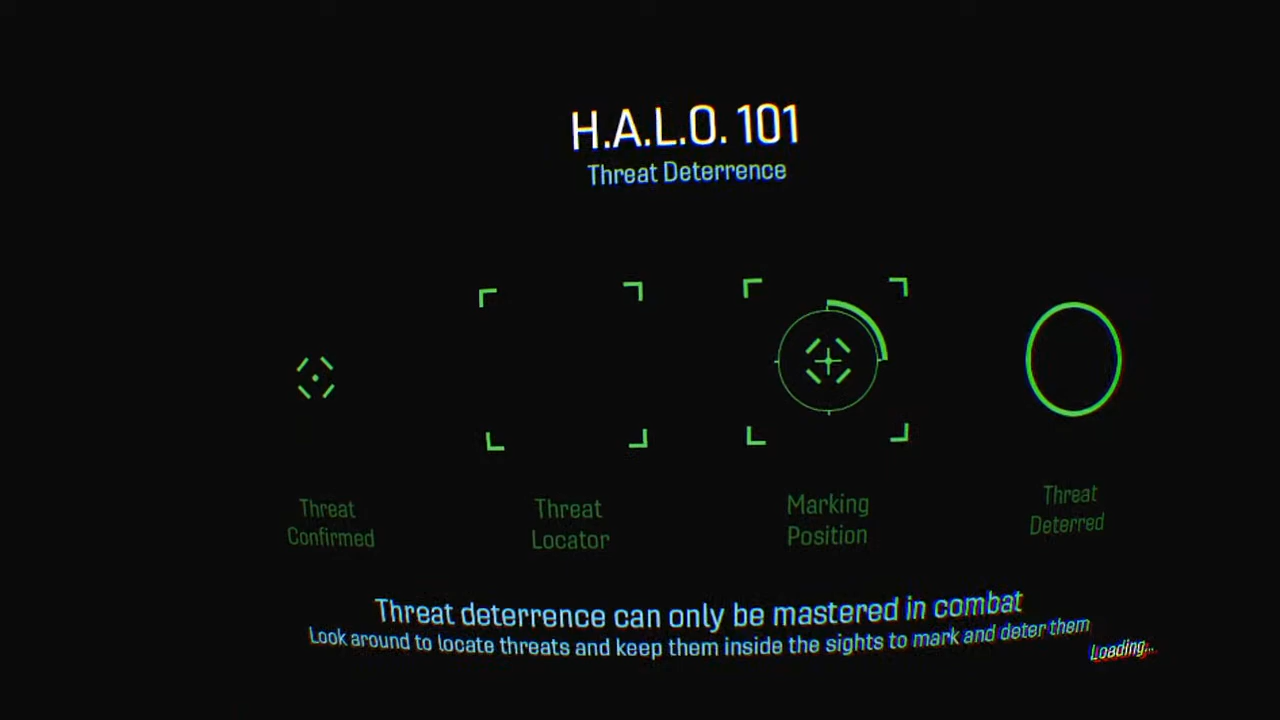 H.A.L.O. 101
Threat Deterrence
Threat
Confirmed
Threat
Locator
Marking
Position
Threat
Deterred
Threat deterrence can only be mastered in combat
Look around to locate threats and keep them inside the sights to mark and deter them
Loading...